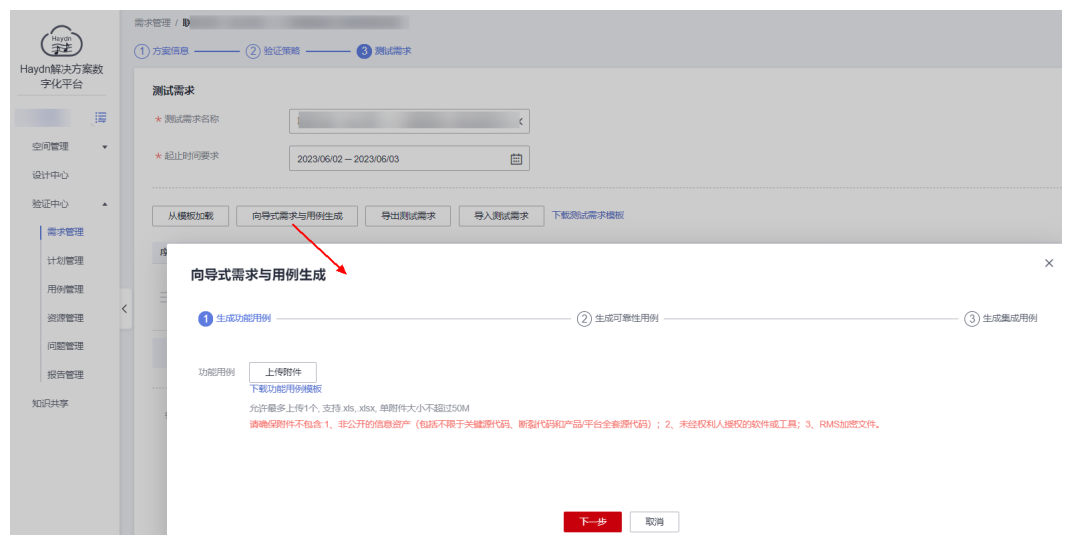 需求管理 /
Haydn
Haydn解决方案数
字化平台
1 方案信息
2 验证策略
3 测试需求
空间管理
设计中心
验证中心
需求管理
计划管理
用例管理
资源管理
问题管理
报告管理
知识共享
测试需求
* 测试需求名称
* 起止时间要求
2023/06/02 – 2023/06/03
从模板加载
向导式需求与用例生成
导出测试需求
导入测试需求
下载测试需求模板
向导式需求与用例生成
1 生成功能用例
2 生成可靠性用例
3 生成集成用例
功能用例
上传附件
下载功能用例模板
允许最多上传1个, 支持.xls,.xlsx, 单附件大小不超过50M
请确保附件不包含:1、非公开的信息资产（包括不限于关键源代码、断裂代码和产品/平台全套源代码）; 2、未经权利人授权的软件或工具; 3、RMS加密文件。
下一步
取消